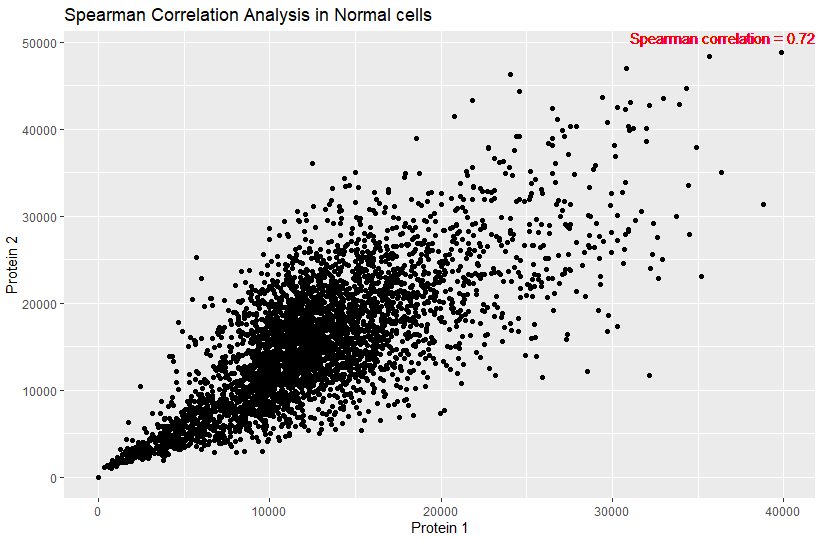 Spearman Correlation Analysis in Normal cells
Spearman correlation = 0.72
50000
40000
30000
20000
10000
0
Protein 2
0 10000 20000 30000 40000
Protein 1